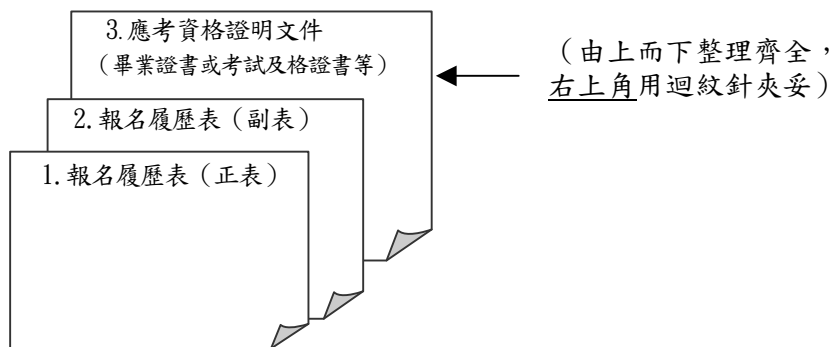 3.應考資格證明文件
（畢業證書或考試及格證書等）
2.報名履歷表（副表）
1.報名履歷表（正表）
（由上而下整理齊全，
右上角用迴紋針夾妥）